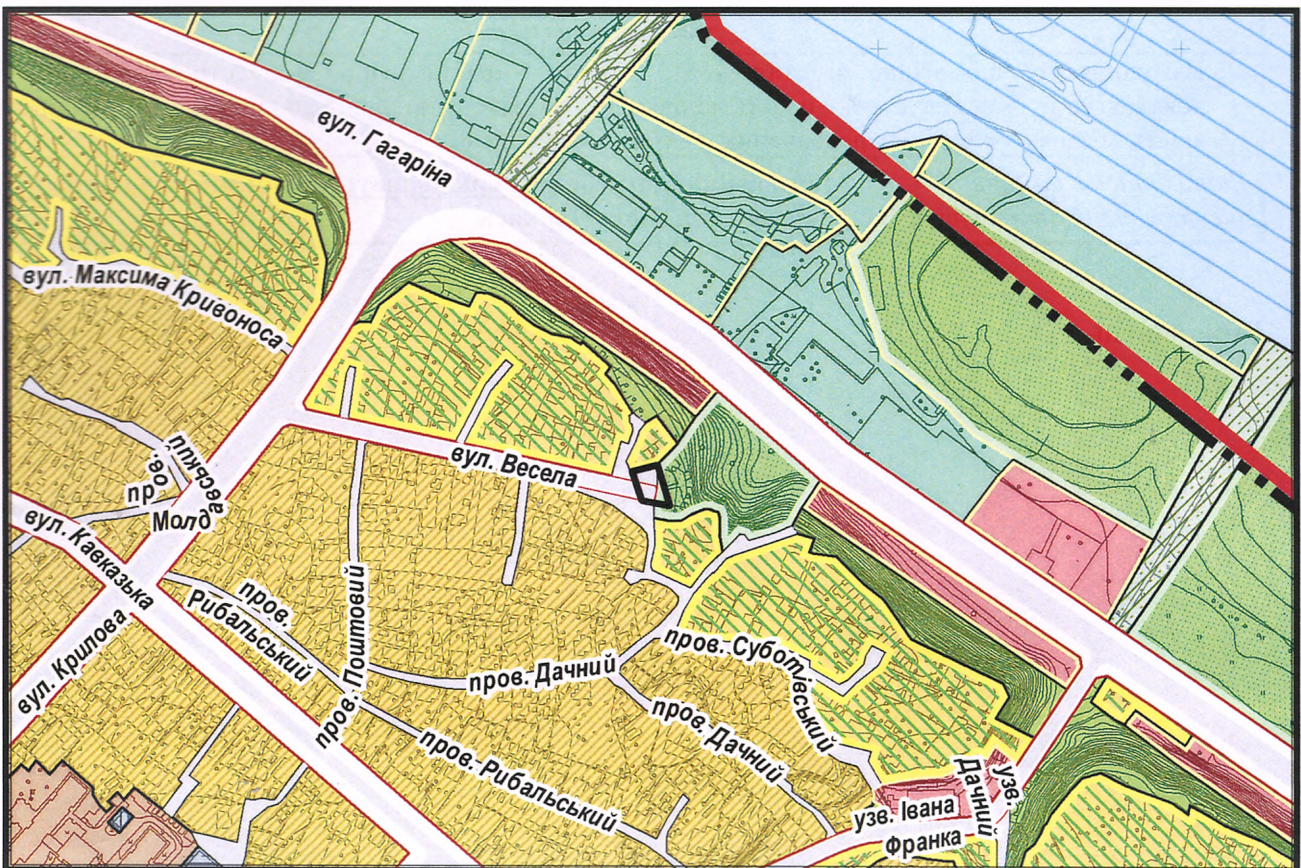 вул. Гагаріна
вул. Максима Кривоноса
вул. Весела
пров.
Молдавський
вул. Кавказька
вул. Крилова
пров.
Рибальський
пров. Поштовий
пров. Дачний
пров. Суботівський
пров. Дачний
пров. Рибальський
узв. Івана
Франка
узв.
Дачний